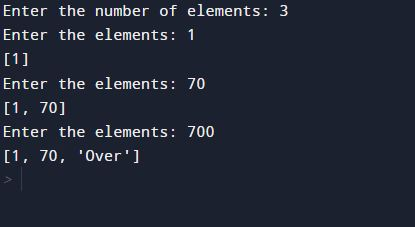 Enter the number of elements: 3
Enter the elements: 1
[1]
Enter the elements: 70
[1, 70]
Enter the elements: 700
[1, 70, 'Over']
>